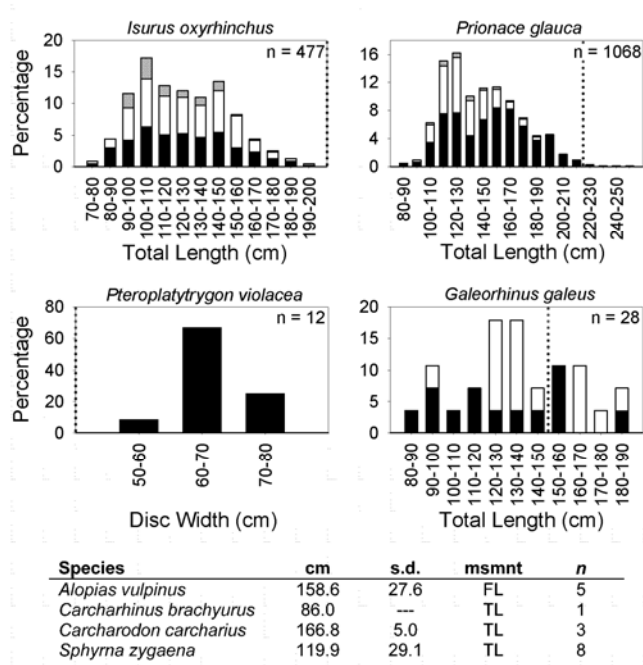 Isurus oxyrhinchus
n = 477
20
15
10
5
0
Percentage
70-80
80-90
90-100
100-110
110-120
120-130
130-140
140-150
150-160
160-170
170-180
180-190
190-200
Total Length (cm)
Prionace glauca
n = 1068
16
12
8
4
0
80-90
100-110
120-130
140-150
160-170
180-190
200-210
220-230
240-250
Total Length (cm)
Pteroplatytrygon violacea
n = 12
80
60
40
20
0
Percentage
50-60
60-70
70-80
Disc Width (cm)
Galeorhinus galeus
n = 28
20
15
10
5
0
80-90
90-100
100-110
110-120
120-130
130-140
140-150
150-160
160-170
170-180
180-190
Total Length (cm)
Species cm s.d. msmnt n
Alopias vulpinus 158.6 27.6 FL 5
Carcharhinus brachyurus 86.0 --- TL 1
Carcharodon carcharius 166.8 5.0 TL 3
Sphyrna zygaena 119.9 29.1 TL 8